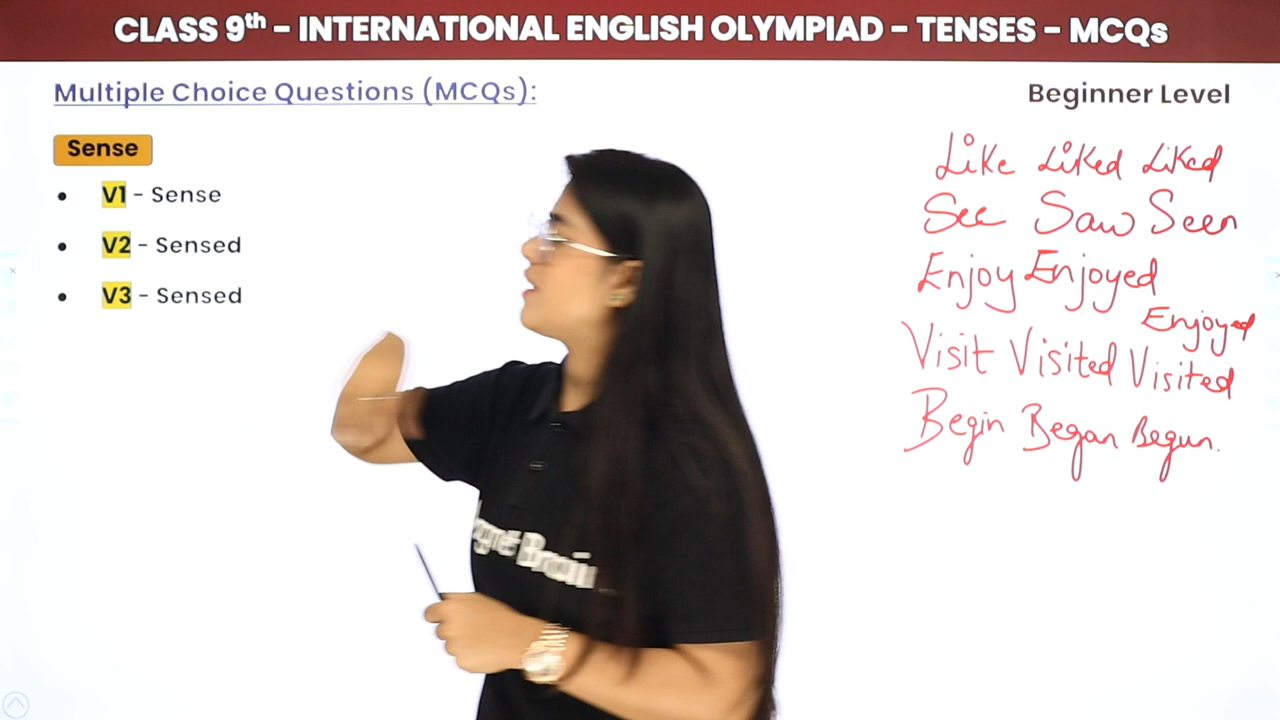 CLASS 9th - INTERNATIONAL ENGLISH OLYMPIAD - TENSES - MCQs
Multiple Choice Questions (MCQs):
Beginner Level
Sense
• V1 - Sense
• V2 - Sensed
• V3 - Sensed
Like Liked Liked
See Saw Seen
Enjoy Enjoyed
Enjoyed
Visit Visited Visited
Begin Began Begun.
Brain